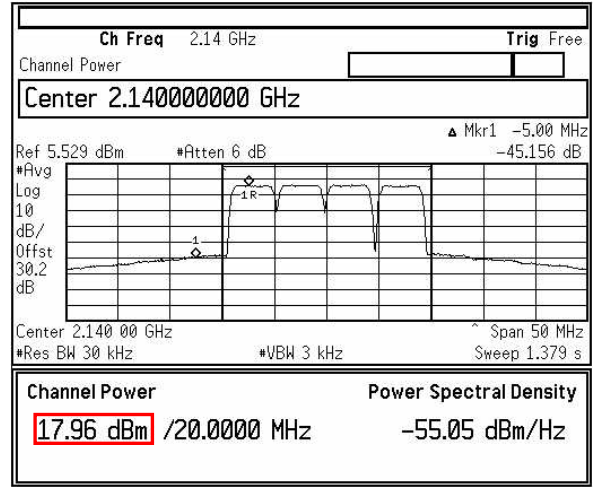 Ch Freq 2.14 GHz Trig Free
Channel Power
Center 2.140000000 GHz
Δ Mkr1 -5.00 MHz
Ref 5.529 dBm #Atten 6 dB -45.156 dB
#Avg
Log
10
dB/
Offst
30.2
dB
1R
1
Center 2.140 00 GHz ^ Span 50 MHz
#Res BW 30 kHz #VBW 3 kHz Sweep 1.379 s
Channel Power Power Spectral Density
17.96 dBm /20.0000 MHz -55.05 dBm/Hz